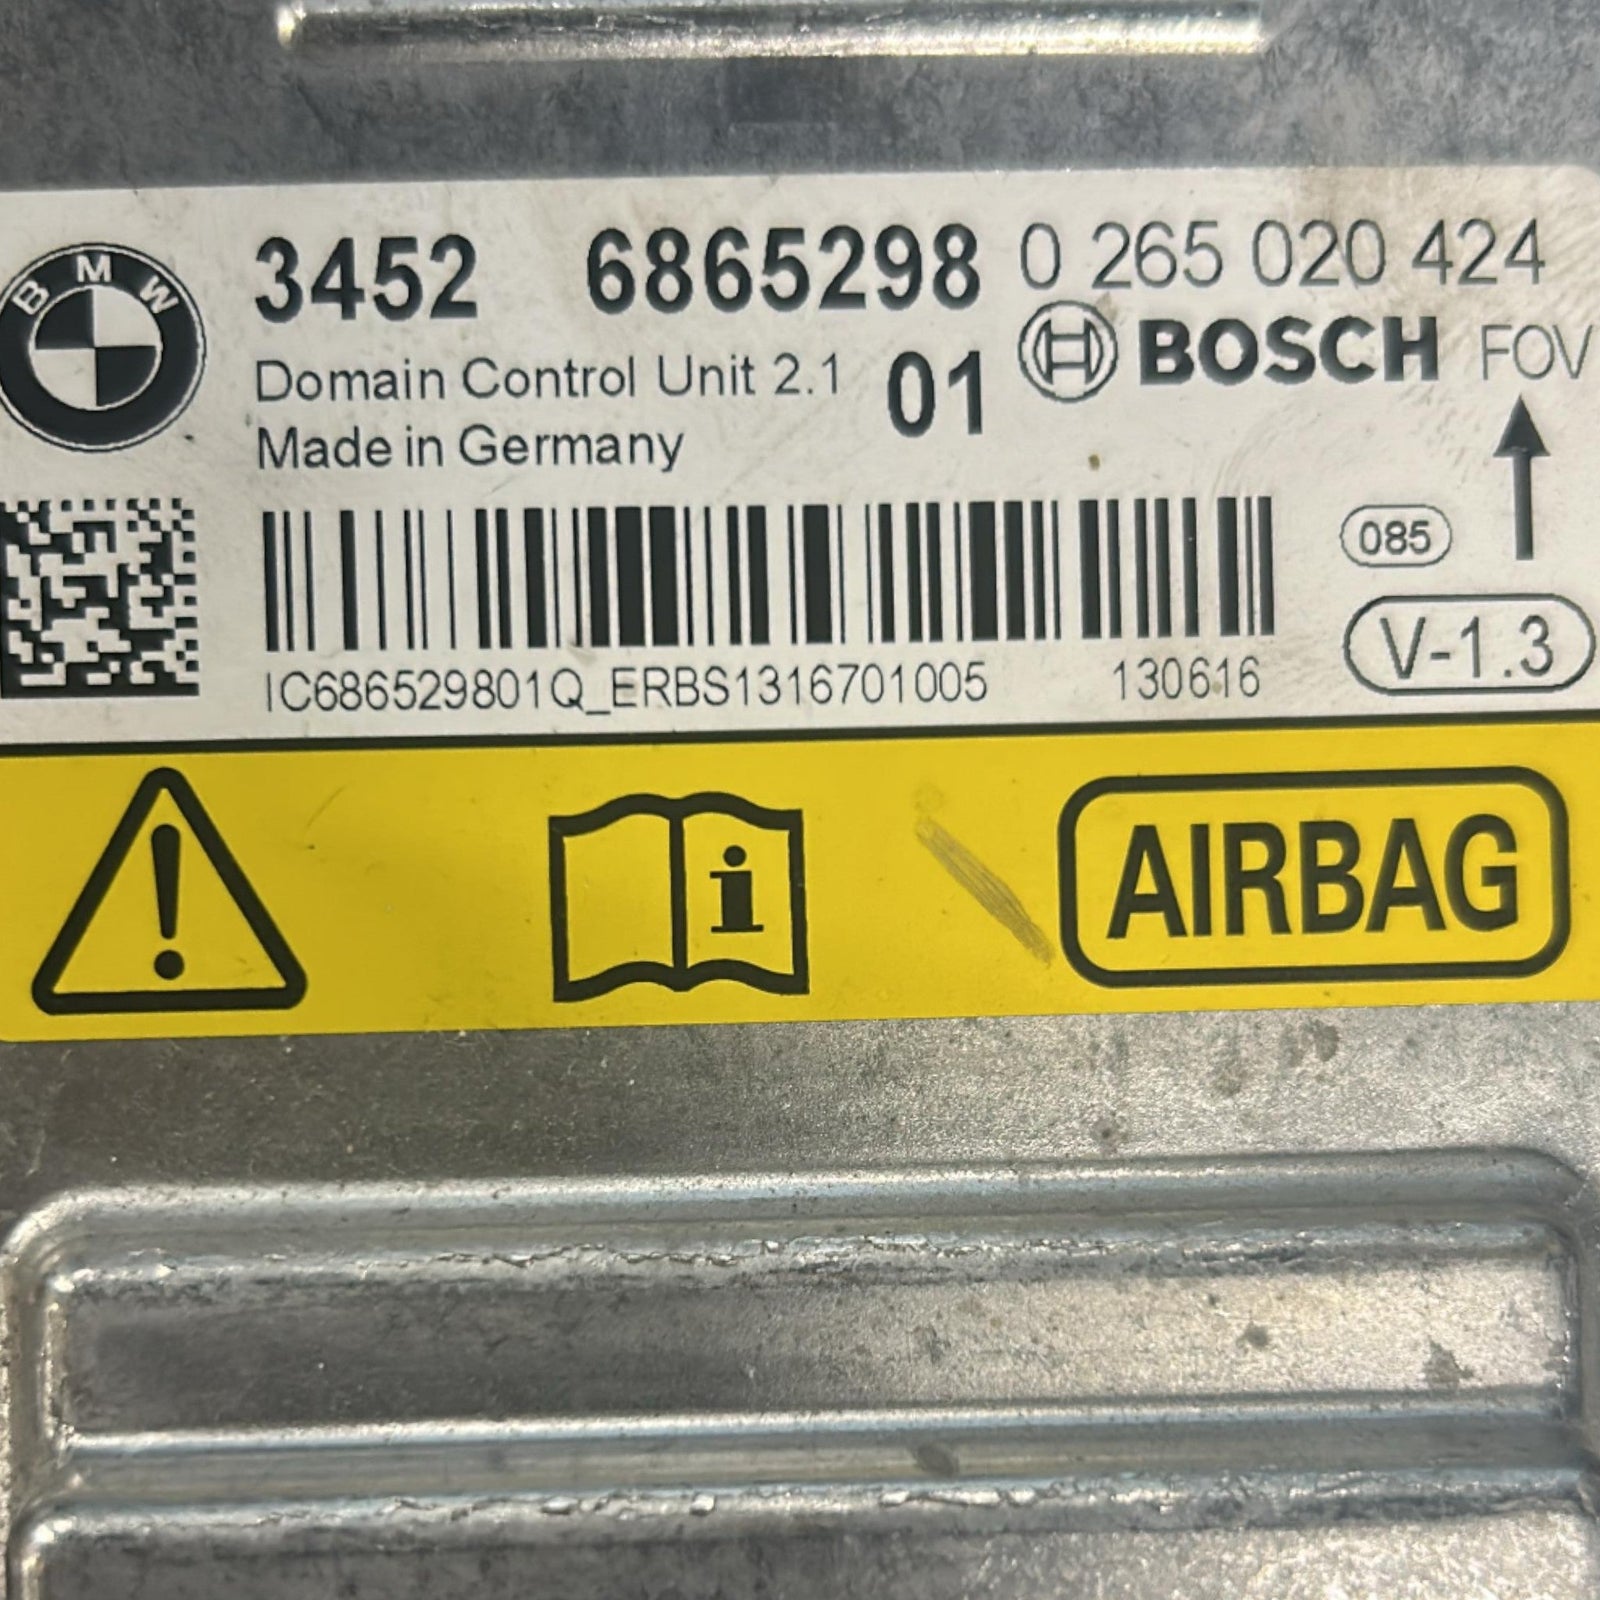 BMW
3452 6865298 0 265 020 424
Domain Control Unit 2.1 01 BOSCH FOV
Made in Germany
085
V-1.3
IC686529801Q_ERBS1316701005 130616
AIRBAG